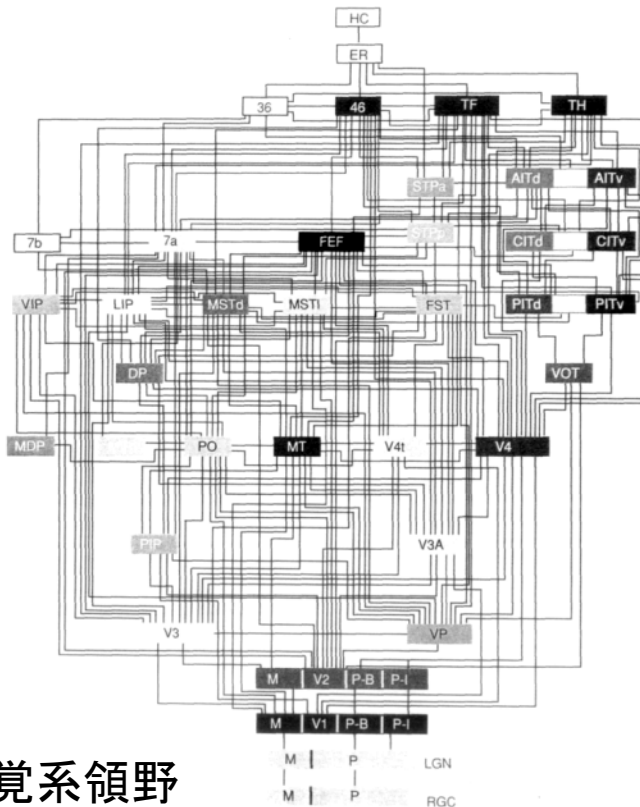 HC
ER
36 46 TF TH
STPa AITd AITv
7b 7a FEF STPp CITd CITv
VIP LIP MSTd MSTl FST PITd PITv
DP VOT
MDP PO MT V4t V4
PIP V3A
V3 VP
M V2 P-B P-I
M V1 P-B P-I
M P LGN
M P RGC
覚系領野